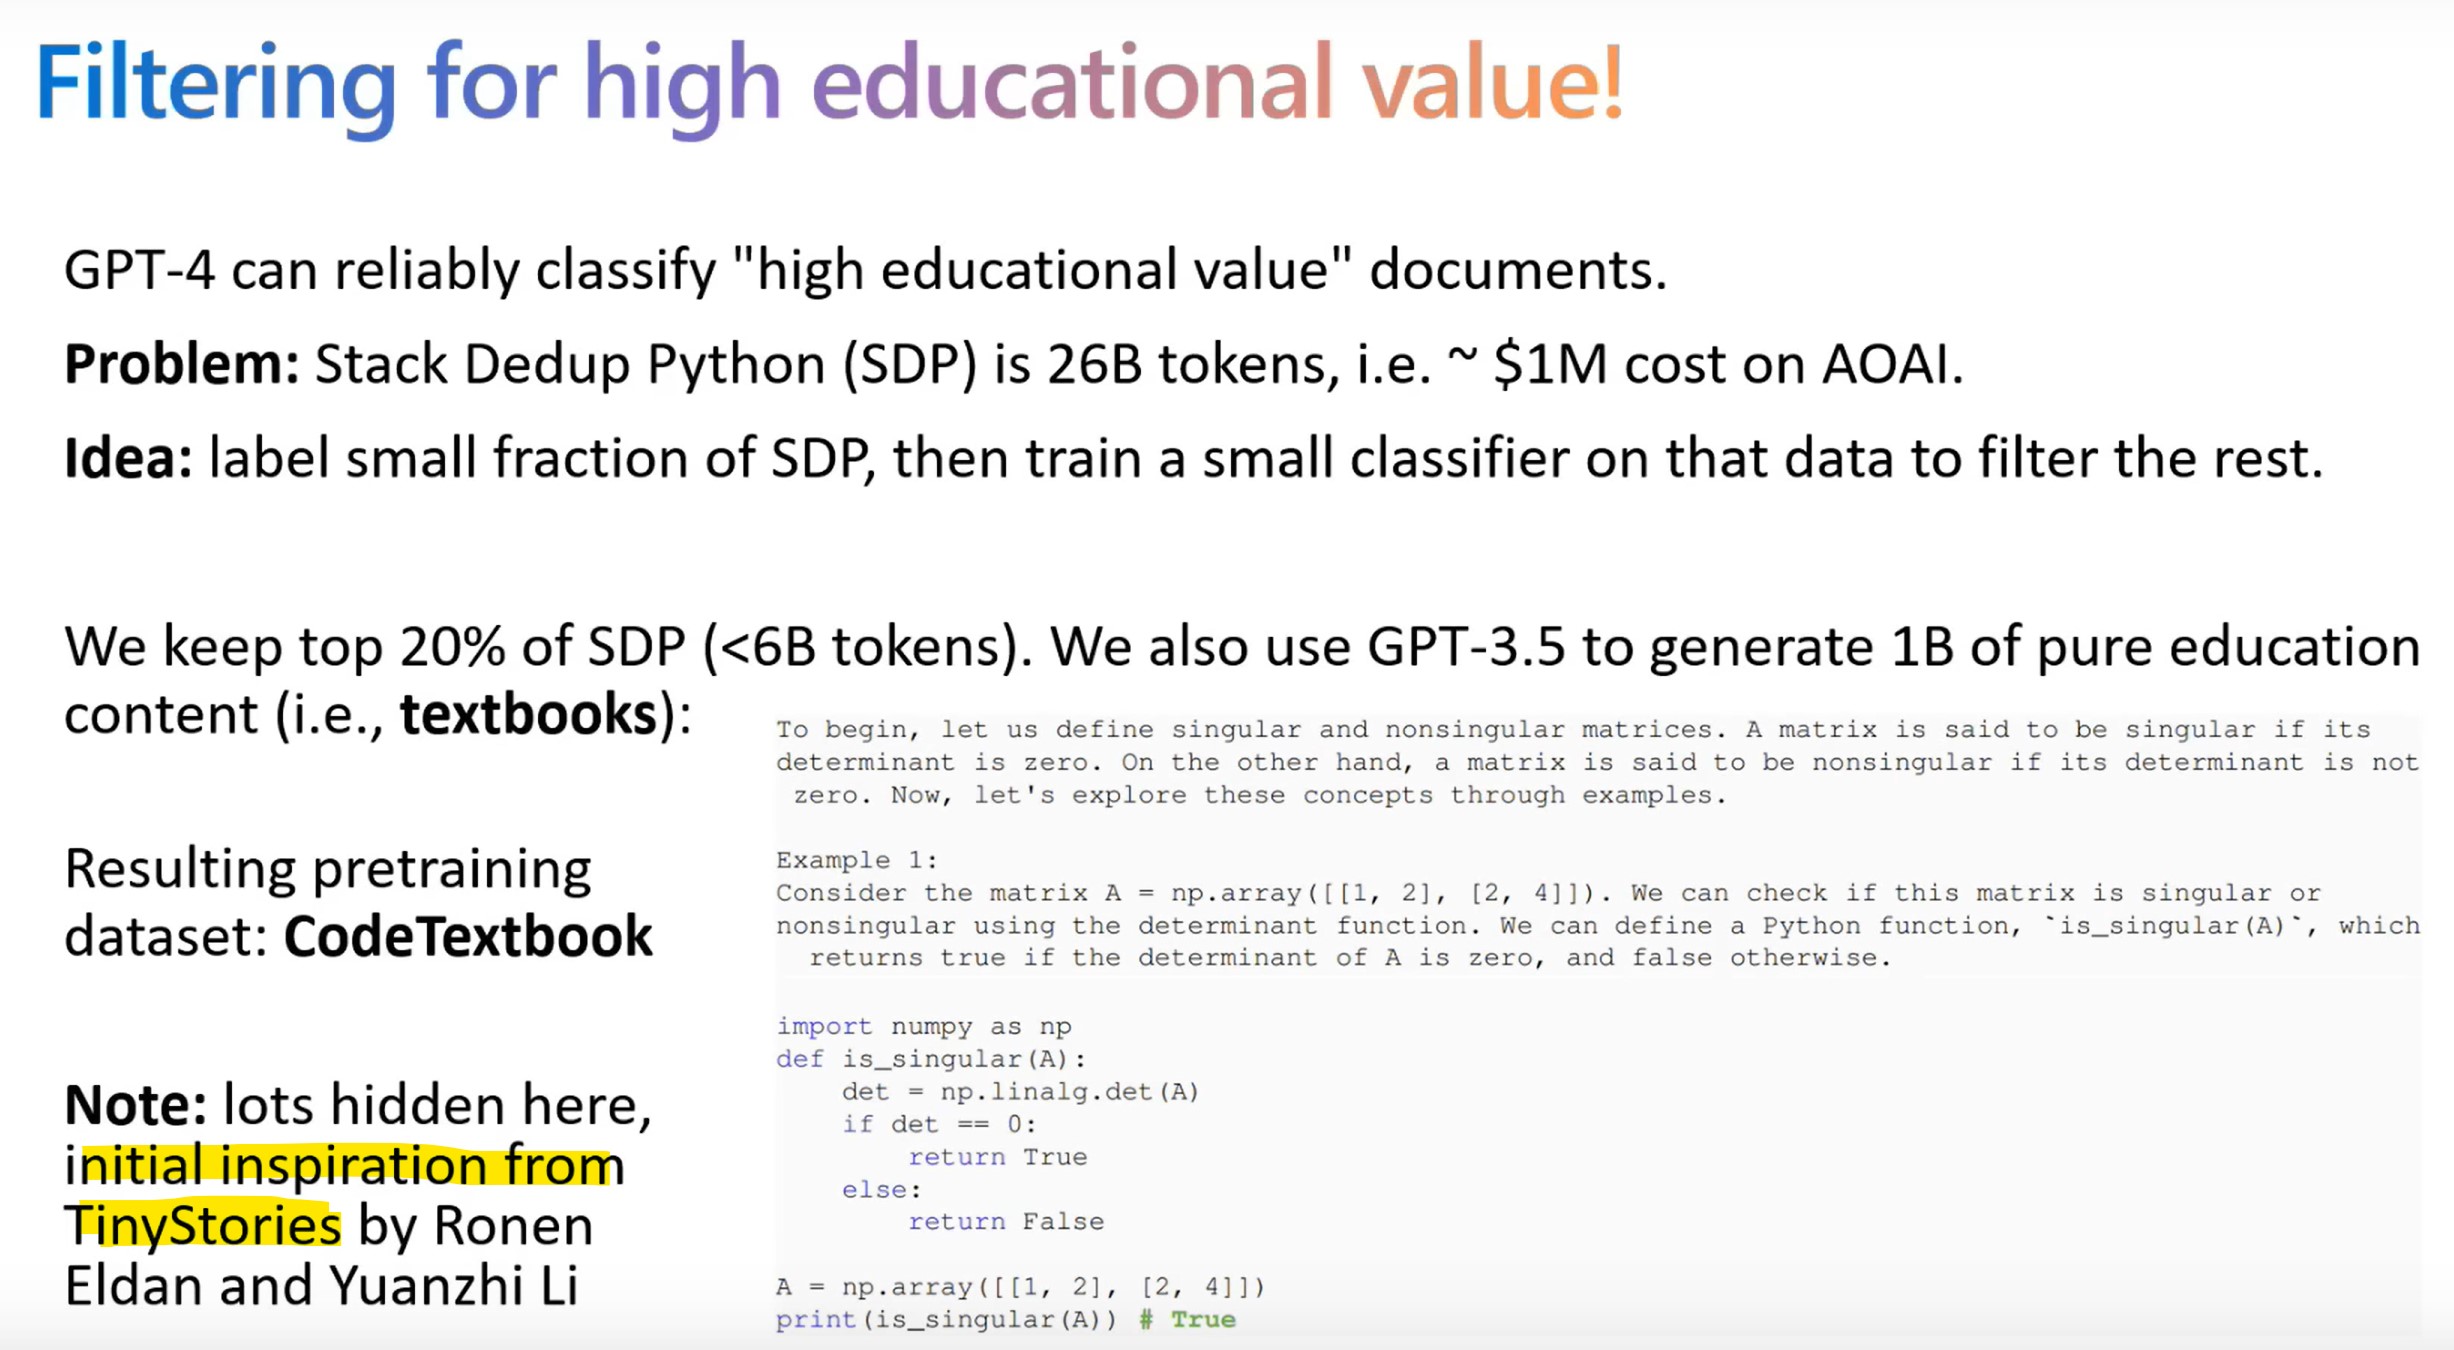 Filtering for high educational value!
GPT-4 can reliably classify "high educational value" documents.
Problem: Stack Dedup Python (SDP) is 26B tokens, i.e. ~ $1M cost on AOAI.
Idea: label small fraction of SDP, then train a small classifier on that data to filter the rest.
We keep top 20% of SDP (<6B tokens). We also use GPT-3.5 to generate 1B of pure education
content (i.e., textbooks):
Resulting pretraining
dataset: CodeTextbook
Note: lots hidden here,
initial inspiration from
TinyStories by Ronen
Eldan and Yuanzhi Li
To begin, let us define singular and nonsingular matrices. A matrix is said to be singular if its
determinant is zero. On the other hand, a matrix is said to be nonsingular if its determinant is not
zero. Now, let's explore these concepts through examples.
Example 1:
Consider the matrix A = np.array([[1, 2], [2, 4]]). We can check if this matrix is singular or
nonsingular using the determinant function. We can define a Python function, `is_singular(A)`, which
returns true if the determinant of A is zero, and false otherwise.
import numpy as np
def is_singular(A):
    det = np.linalg.det(A)
    if det == 0:
        return True
    else:
        return False
A = np.array([[1, 2], [2, 4]])
print(is_singular(A)) # True